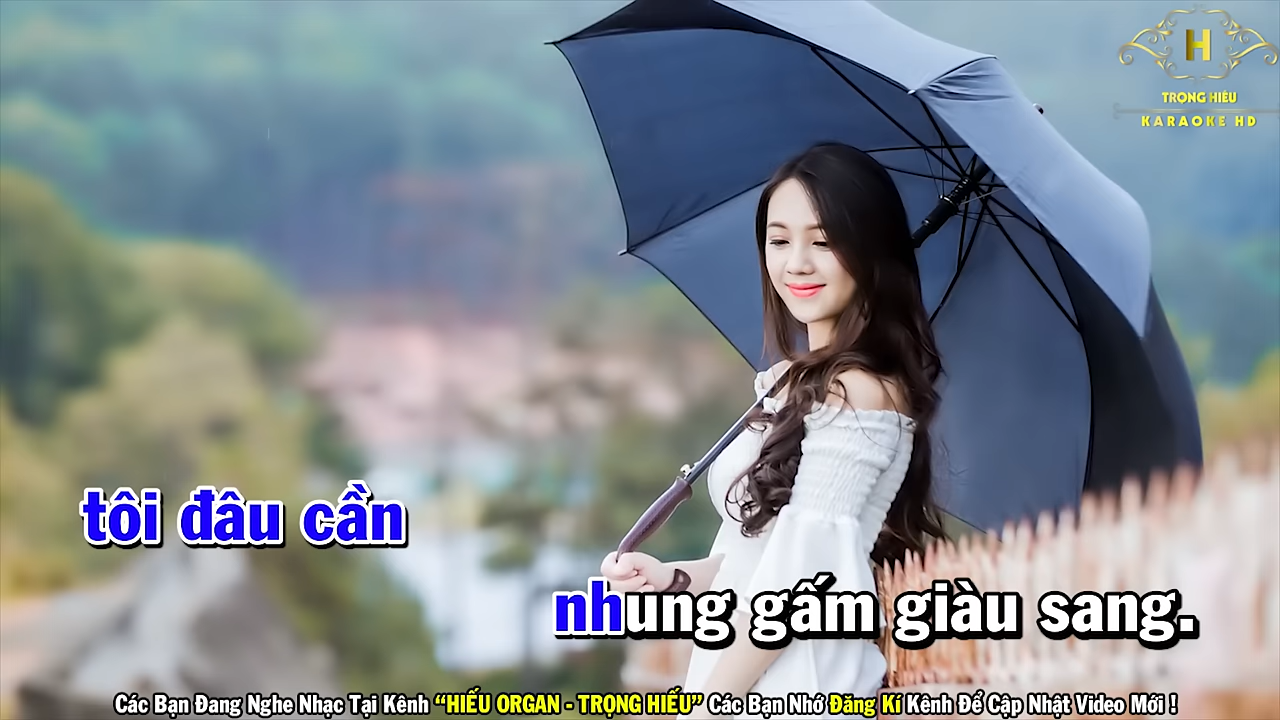 H
TRỌNG HIẾU
KARAOKE HD
tôi đâu cần
nhung gấm giàu sang.
Các Bạn Đang Nghe Nhạc Tại Kênh “HIẾU ORGAN - TRỌNG HIẾU” Các Bạn Nhớ Đăng Kí Kênh Để Cập Nhật Video Mới !